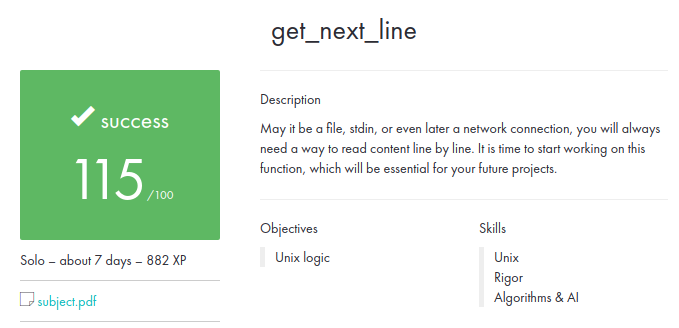 get_next_line
success
115 /100
Solo – about 7 days – 882 XP
subject.pdf
Description
May it be a file, stdin, or even later a network connection, you will always
need a way to read content line by line. It is time to start working on this
function, which will be essential for your future projects.
Objectives
Unix logic
Skills
Unix
Rigor
Algorithms & AI